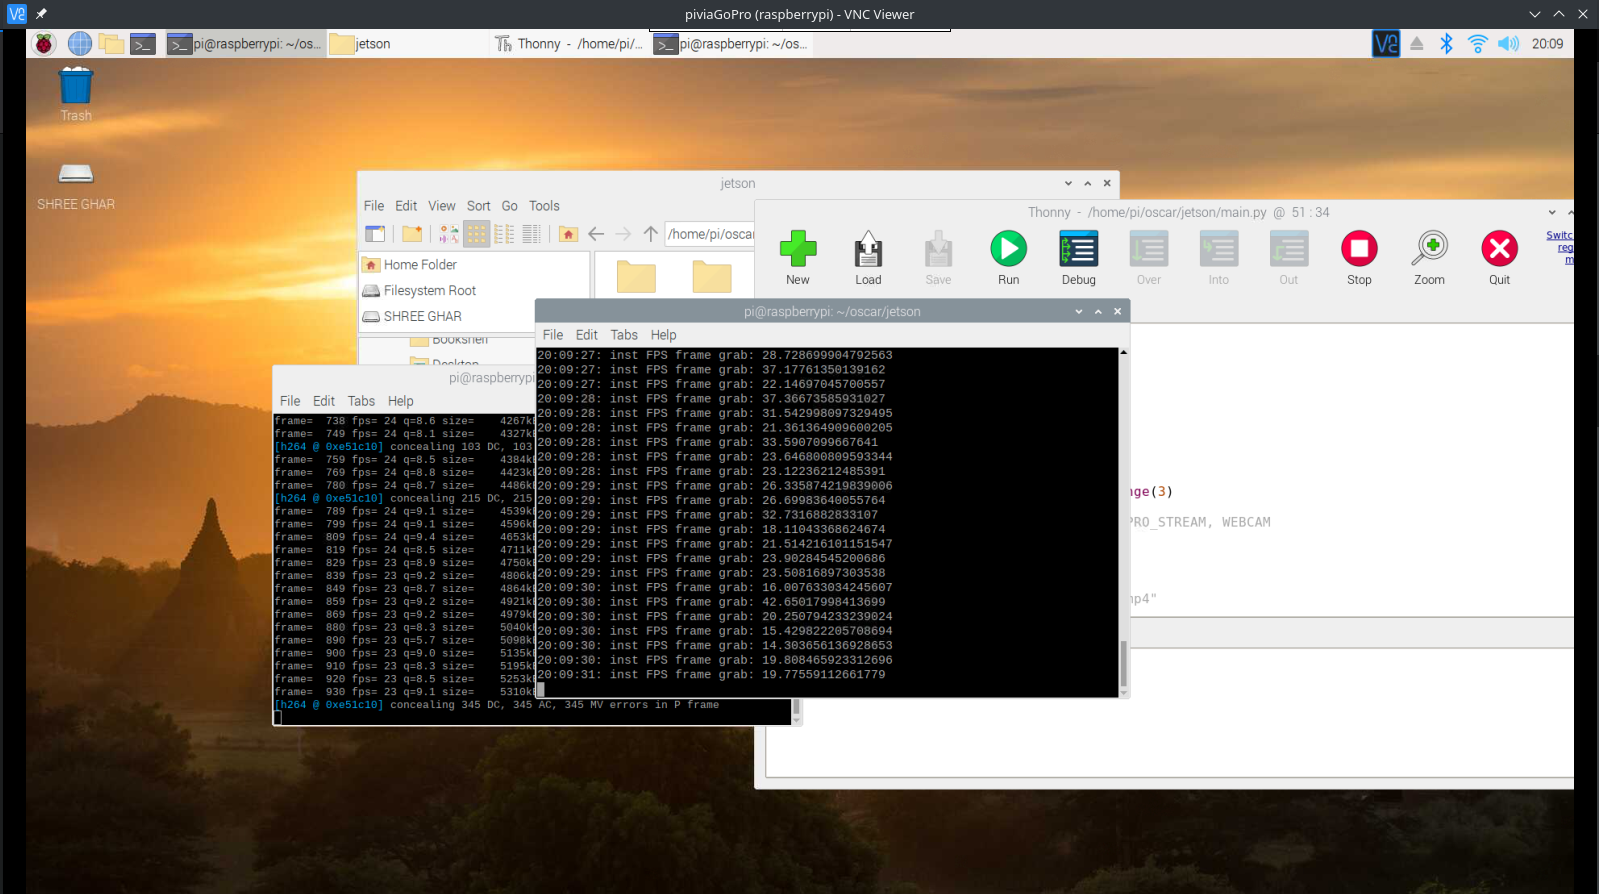 piviaGoPro (raspberrypi) - VNC Viewer
pi@raspberrypi: ~/os...
jetson
Thonny - /home/pi/...
pi@raspberrypi: ~/os...
20:09
Trash
SHREE GHAR
jetson
File Edit View Sort Go Tools
/home/pi/oscar
Home Folder
Filesystem Root
SHREE GHAR
Bookshelf
Desktop
Thonny - /home/pi/oscar/jetson/main.py @ 51 : 34
New Load Save Run Debug Over Into Out Stop Zoom Quit
Switc
reg
m
nge(3)
PRO_STREAM, WEBCAM
mp4"
pi@raspberrypi
File Edit Tabs Help
frame= 738 fps= 24 q=8.6 size= 4267k
frame= 749 fps= 24 q=8.1 size= 4327k
[h264 @ 0xe51c10] concealing 103 DC, 103
frame= 759 fps= 24 q=8.5 size= 4384k
frame= 769 fps= 24 q=8.8 size= 4423k
frame= 780 fps= 24 q=8.7 size= 4486k
[h264 @ 0xe51c10] concealing 215 DC, 215
frame= 789 fps= 24 q=9.1 size= 4539k
frame= 799 fps= 24 q=9.1 size= 4596k
frame= 809 fps= 24 q=9.4 size= 4653k
frame= 819 fps= 24 q=8.5 size= 4711k
frame= 829 fps= 23 q=8.9 size= 4750k
frame= 839 fps= 23 q=9.2 size= 4806k
frame= 849 fps= 23 q=8.7 size= 4864k
frame= 859 fps= 23 q=9.2 size= 4921k
frame= 869 fps= 23 q=9.2 size= 4979k
frame= 880 fps= 23 q=8.3 size= 5040k
frame= 890 fps= 23 q=5.7 size= 5098k
frame= 900 fps= 23 q=9.0 size= 5135k
frame= 910 fps= 23 q=8.3 size= 5195k
frame= 920 fps= 23 q=8.5 size= 5253k
frame= 930 fps= 23 q=9.1 size= 5310k
[h264 @ 0xe51c10] concealing 345 DC, 345 AC, 345 MV errors in P frame
pi@raspberrypi: ~/oscar/jetson
File Edit Tabs Help
20:09:27: inst FPS frame grab: 28.728699904792563
20:09:27: inst FPS frame grab: 37.17761350139162
20:09:27: inst FPS frame grab: 22.14697045700557
20:09:28: inst FPS frame grab: 37.36673585931027
20:09:28: inst FPS frame grab: 31.542998097329495
20:09:28: inst FPS frame grab: 21.361364909600205
20:09:28: inst FPS frame grab: 33.5907099667641
20:09:28: inst FPS frame grab: 23.646800809593344
20:09:28: inst FPS frame grab: 23.12236212485391
20:09:29: inst FPS frame grab: 26.335874219839006
20:09:29: inst FPS frame grab: 26.69983640055764
20:09:29: inst FPS frame grab: 32.7316882833107
20:09:29: inst FPS frame grab: 18.11043368624674
20:09:29: inst FPS frame grab: 21.514216101151547
20:09:29: inst FPS frame grab: 23.90284545200686
20:09:29: inst FPS frame grab: 23.50816897303538
20:09:30: inst FPS frame grab: 16.007633034245607
20:09:30: inst FPS frame grab: 42.65017998413699
20:09:30: inst FPS frame grab: 20.250794233239024
20:09:30: inst FPS frame grab: 15.429822205708694
20:09:30: inst FPS frame grab: 14.303656136928653
20:09:30: inst FPS frame grab: 19.808465923312696
20:09:31: inst FPS frame grab: 19.77559112661779